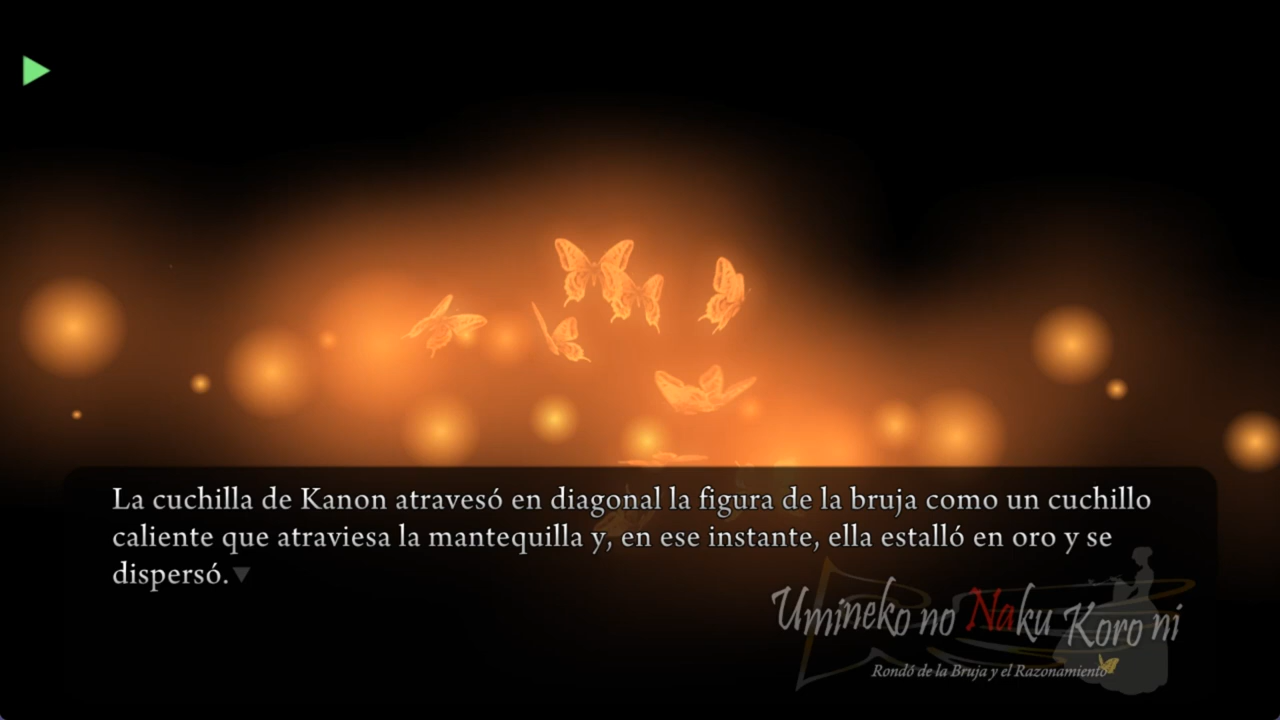 La cuchilla de Kanon atravesó en diagonal la figura de la bruja como un cuchillo
caliente que atraviesa la mantequilla y, en ese instante, ella estalló en oro y se
dispersó.
Umineko no Naku Koro ni
Rondó de la Bruja y el Razonamiento